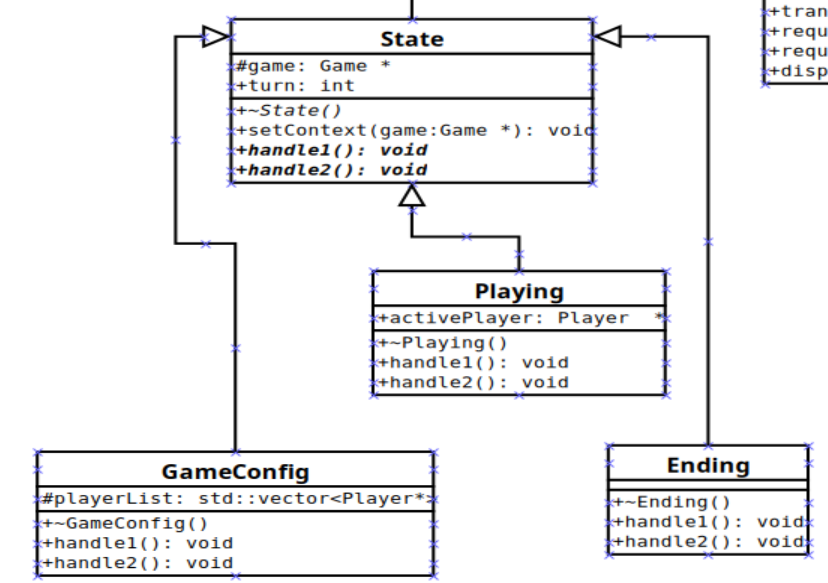 State
#game: Game *
+turn: int
+~State()
+setContext(game:Game *): void
+handle1(): void
+handle2(): void
+tran
+requ
+requ
+disp
Playing
+activePlayer: Player *
+~Playing()
+handle1(): void
+handle2(): void
GameConfig
#playerList: std::vector<Player*>
+~GameConfig()
+handle1(): void
+handle2(): void
Ending
+~Ending()
+handle1(): void
+handle2(): void